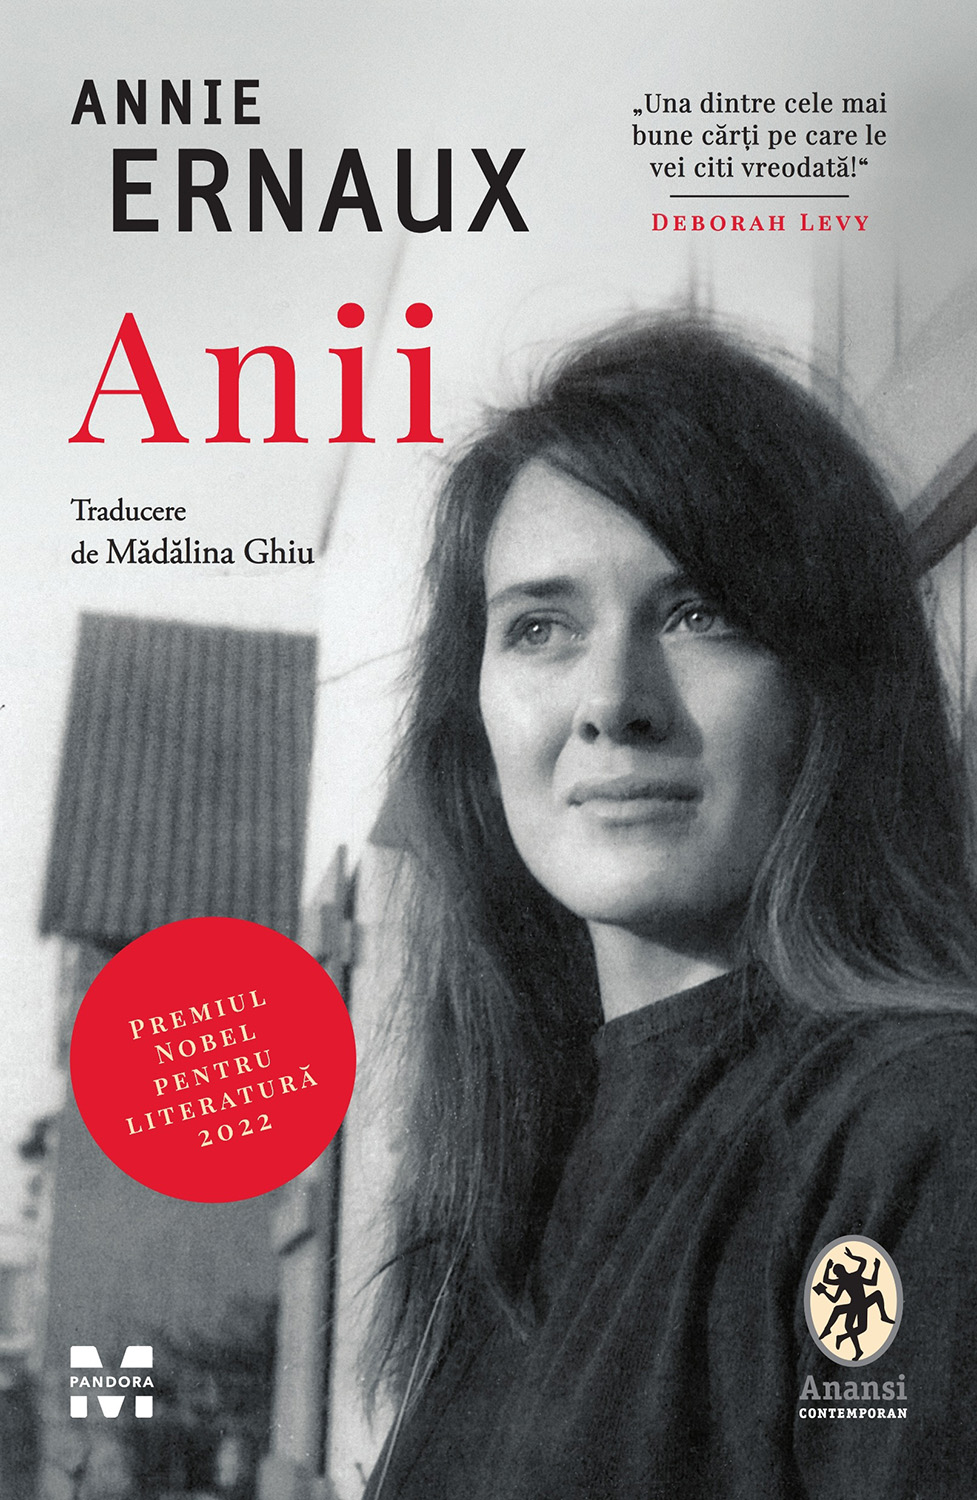 ANNIE
ERNAUX
„Una dintre cele mai
bune cărți pe care le
vei citi vreodată!“
DEBORAH LEVY
Anii
Traducere
de Mădălina Ghiu
PREMIUL
NOBEL
PENTRU
LITERATURĂ
2022
M
PANDORA
Anansi
CONTEMPORAN